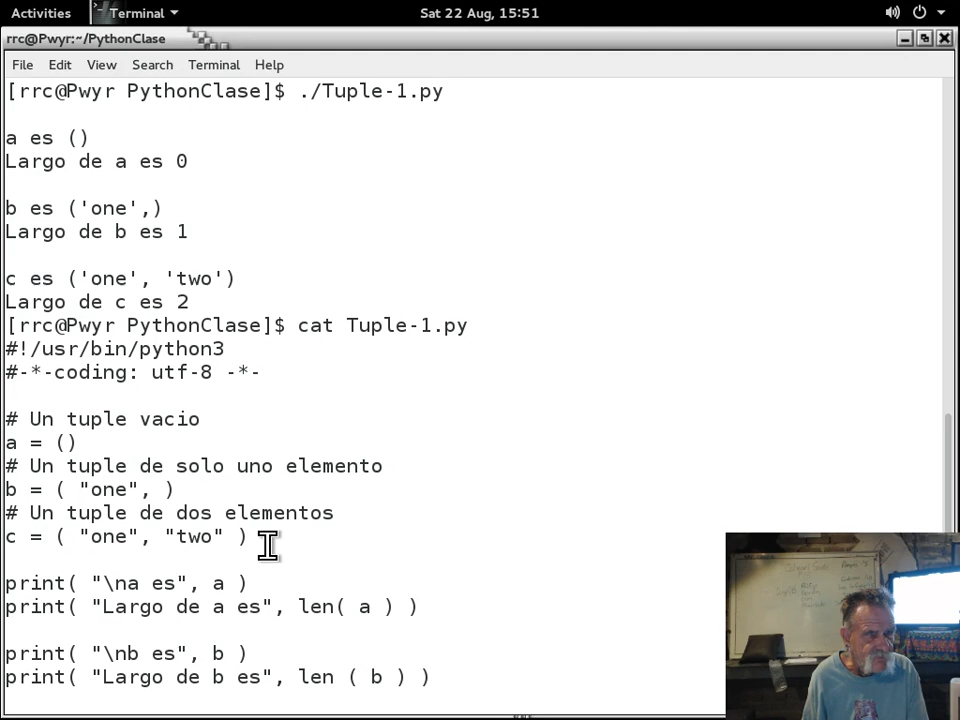 Activities Terminal Sat 22 Aug, 15:51
rrc@Pwyr:~/PythonClase
File Edit View Search Terminal Help
[rrc@Pwyr PythonClase]$ ./Tuple-1.py
a es ()
Largo de a es 0
b es ('one',)
Largo de b es 1
c es ('one', 'two')
Largo de c es 2
[rrc@Pwyr PythonClase]$ cat Tuple-1.py
#!/usr/bin/python3
#-*-coding: utf-8 -*-
# Un tuple vacio
a = ()
# Un tuple de solo uno elemento
b = ( "one", )
# Un tuple de dos elementos
c = ( "one", "two" )
print( "\na es", a )
print( "Largo de a es", len( a ) )
print( "\nb es", b )
print( "Largo de b es", len ( b ) )